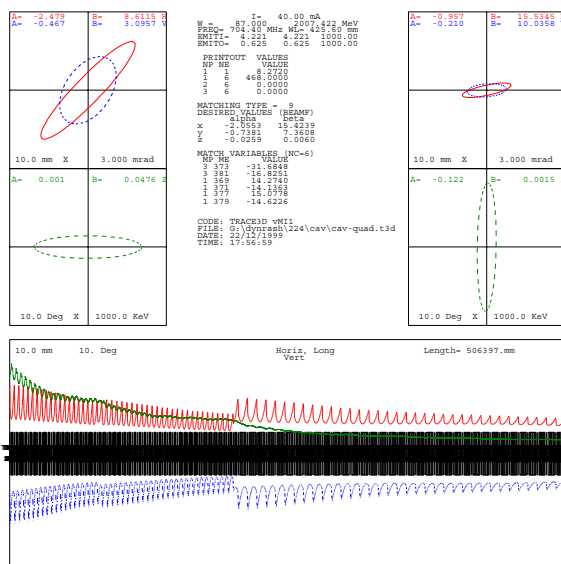 A= -2.479 B= 8.6115 H
A= -0.467 B= 3.0957 V
10.0 mm X 3.000 mrad
A= 0.001 B= 0.0476 Z
10.0 Deg X 1000.0 KeV
I= 40.00 mA
W = 87.000 2007.422 MeV
FREQ= 704.40 MHz WL= 425.60 mm
EMITI= 4.221 4.221 1000.00
EMITO= 0.625 0.625 1000.00
PRINTOUT VALUES
NP NE VALUE
1 1 8.2720
1 6 468.0000
2 6 0.0000
3 6 0.0000
MATCHING TYPE = 9
DESIRED VALUES (BEAMF)
alpha beta
x -2.0553 15.4239
y -0.7381 7.3608
z -0.0259 0.0060
MATCH VARIABLES (NC=6)
MP ME VALUE
3 373 -31.6848
3 381 -16.8251
1 369 14.2740
1 371 -14.1363
1 377 15.0778
1 379 -14.6226
CODE: TRACE3D vMI1
FILE: G:\dynrash\224\cav\cav-quad.t3d
DATE: 22/12/1999
TIME: 17:56:59
A= -0.957 B= 15.5345 H
A= -0.210 B= 10.0358 V
10.0 mm X 3.000 mrad
A= -0.122 B= 0.0015
10.0 Deg X 1000.0 KeV
10.0 mm 10. Deg Horiz, Long Length= 506397.mm
Vert